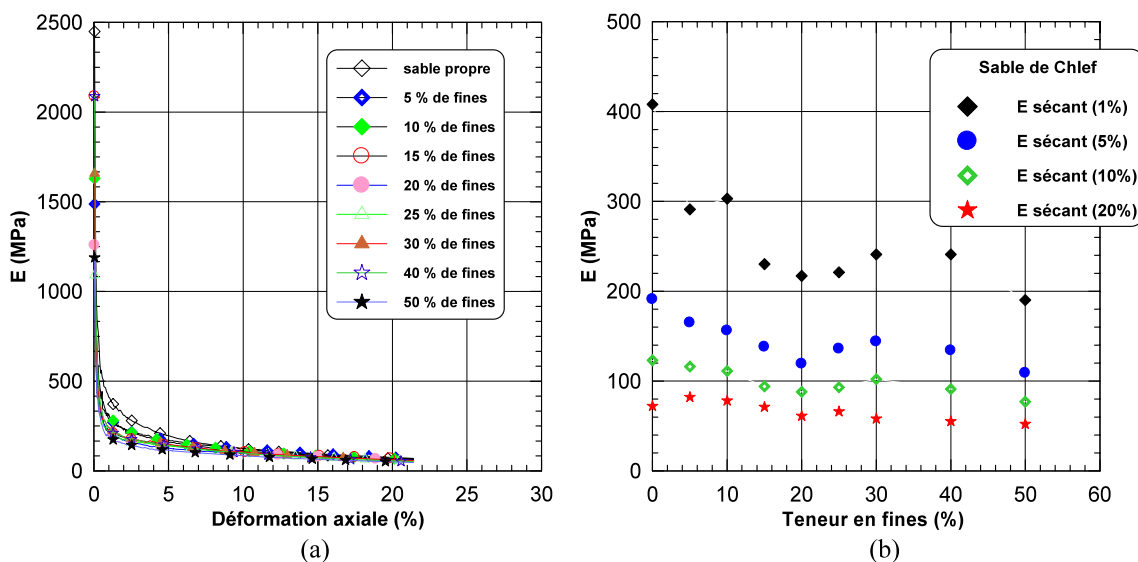 2500
2000
1500
1000
500
0
E (MPa)
0 5 10 15 20 25 30
Déformation axiale (%)
sable propre
5 % de fines
10 % de fines
15 % de fines
20 % de fines
25 % de fines
30 % de fines
40 % de fines
50 % de fines
(a)
500
400
300
200
100
0
E (MPa)
0 10 20 30 40 50 60
Teneur en fines (%)
Sable de Chlef
E sécant (1%)
E sécant (5%)
E sécant (10%)
E sécant (20%)
(b)